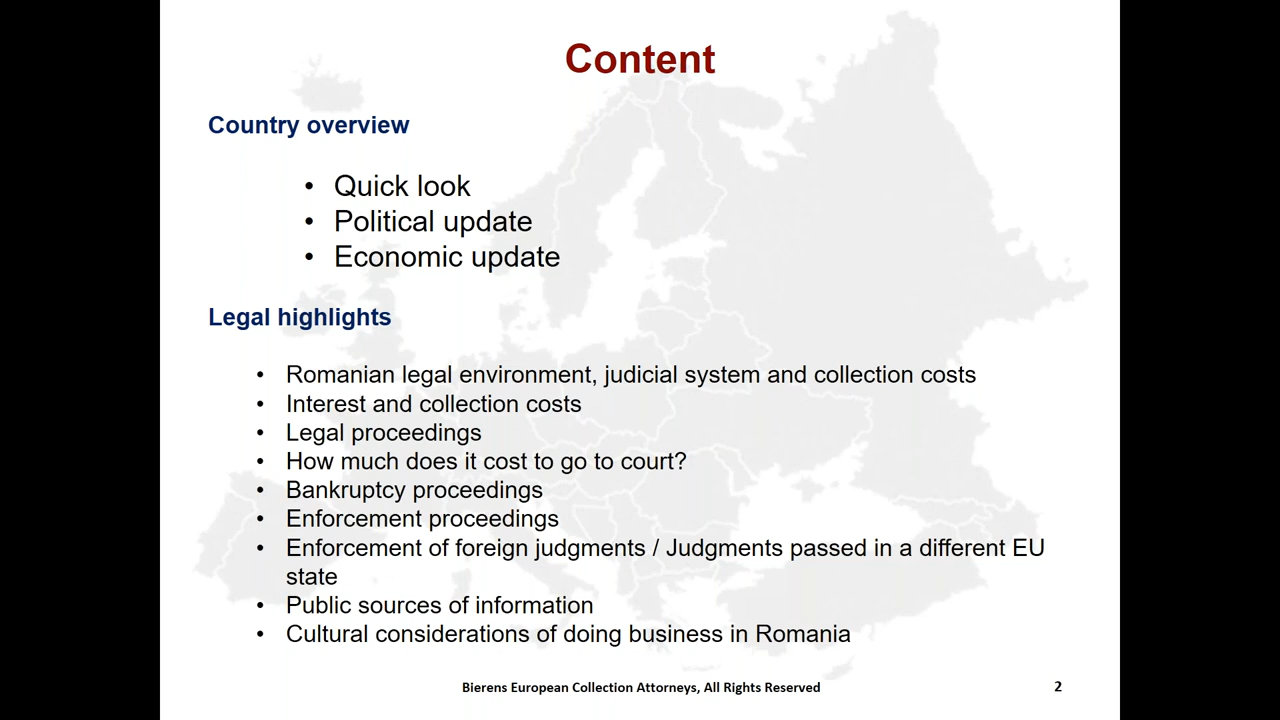 Content
Country overview
• Quick look
• Political update
• Economic update
Legal highlights
• Romanian legal environment, judicial system and collection costs
• Interest and collection costs
• Legal proceedings
• How much does it cost to go to court?
• Bankruptcy proceedings
• Enforcement proceedings
• Enforcement of foreign judgments / Judgments passed in a different EU
state
• Public sources of information
• Cultural considerations of doing business in Romania
Bierens European Collection Attorneys, All Rights Reserved
2